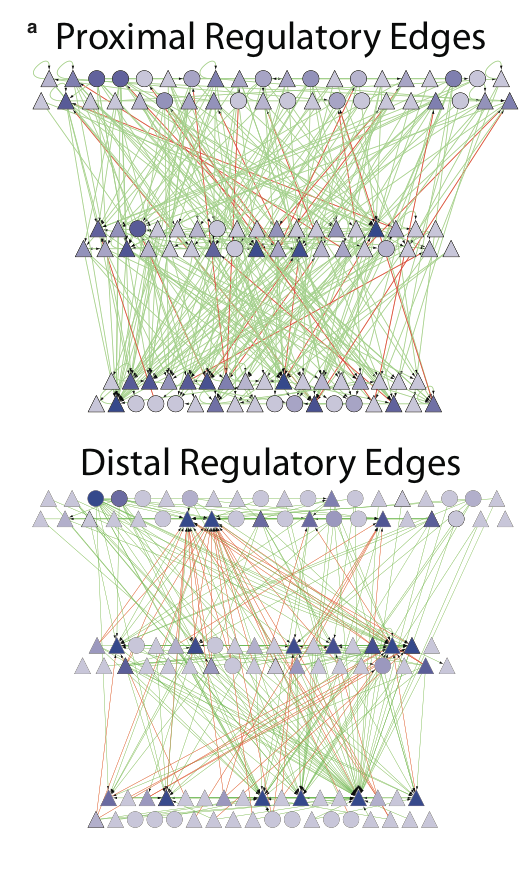 a
Proximal Regulatory Edges
Distal Regulatory Edges